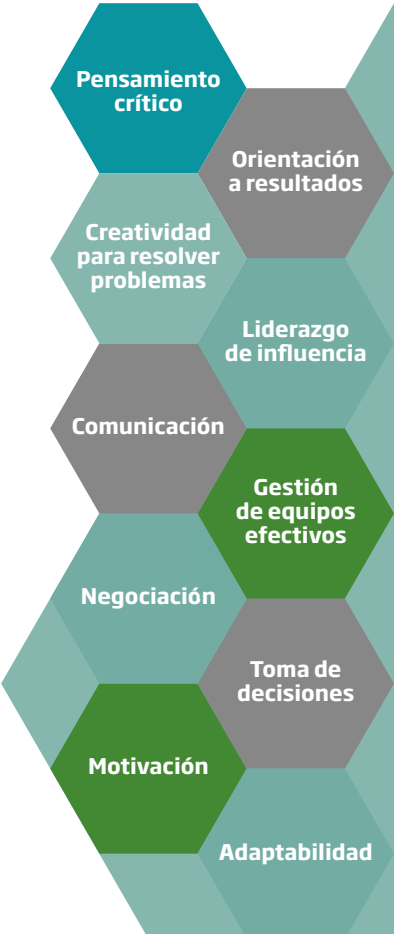 Pensamiento
crítico
Orientación
a resultados
Creatividad
para resolver
problemas
Liderazgo
de influencia
Comunicación
Gestión
de equipos
efectivos
Negociación
Toma de
decisiones
Motivación
Adaptabilidad